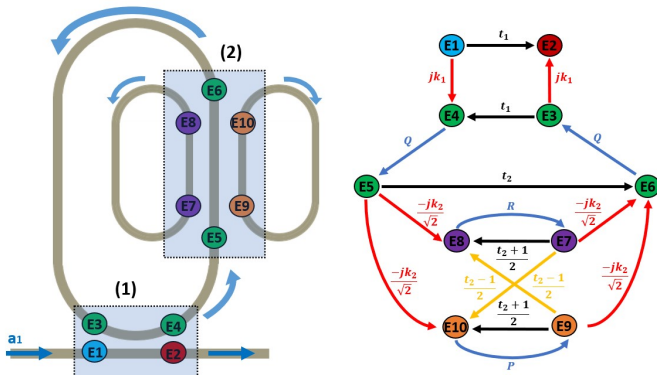 (2)
E6
E8
E10
E7
E9
E5
(1)
E3
E4
a1
E1
E2
E1
t₁
E2
jk₁
jk₁
E4
t₁
E3
Q
Q
E5
t₂
E6
-jk₂/√2
R
-jk₂/√2
E8
E7
t₂ + 1/2
-jk₂/√2
t₂ − 1/2
t₂ − 1/2
-jk₂/√2
t₂ + 1/2
E10
E9
P